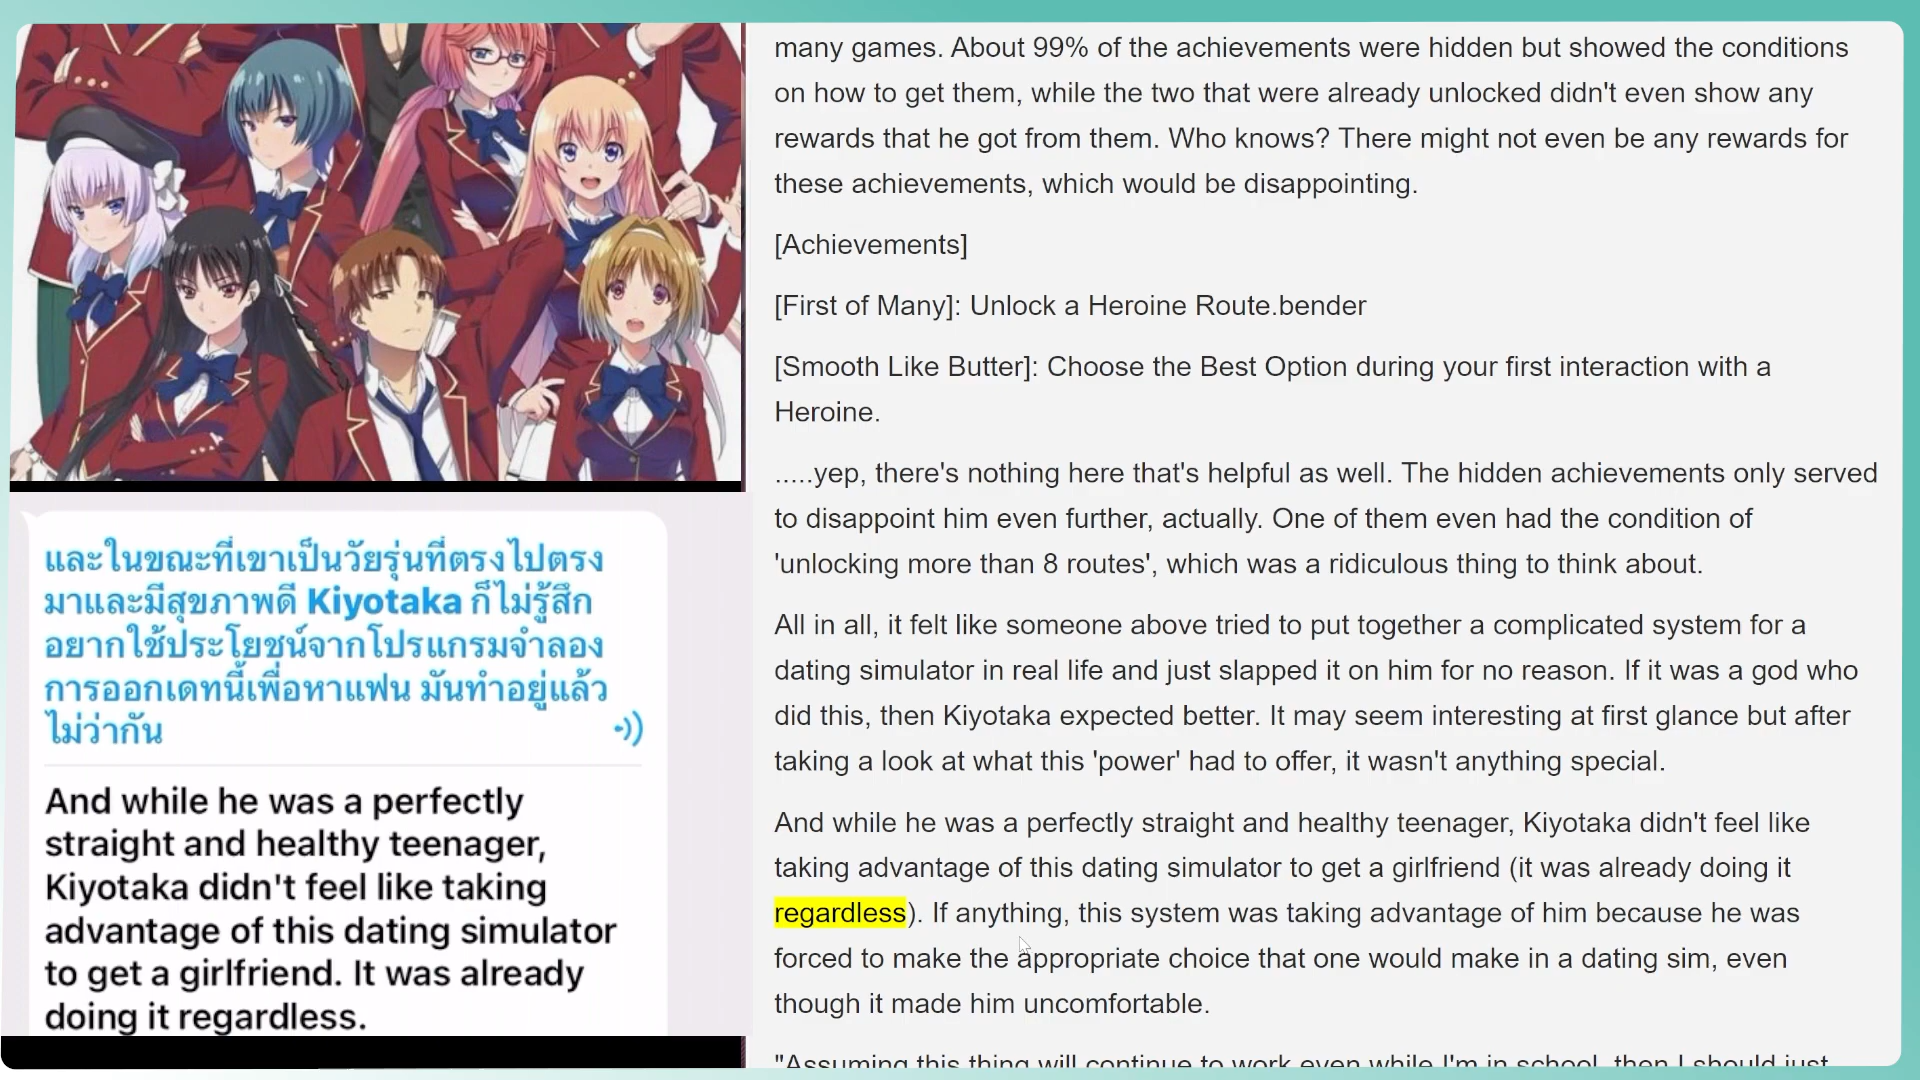 many games. About 99% of the achievements were hidden but showed the conditions
on how to get them, while the two that were already unlocked didn't even show any
rewards that he got from them. Who knows? There might not even be any rewards for
these achievements, which would be disappointing.
[Achievements]
[First of Many]: Unlock a Heroine Route.bender
[Smooth Like Butter]: Choose the Best Option during your first interaction with a
Heroine.
.....yep, there's nothing here that's helpful as well. The hidden achievements only served
to disappoint him even further, actually. One of them even had the condition of
'unlocking more than 8 routes', which was a ridiculous thing to think about.
All in all, it felt like someone above tried to put together a complicated system for a
dating simulator in real life and just slapped it on him for no reason. If it was a god who
did this, then Kiyotaka expected better. It may seem interesting at first glance but after
taking a look at what this 'power' had to offer, it wasn't anything special.
And while he was a perfectly straight and healthy teenager, Kiyotaka didn't feel like
taking advantage of this dating simulator to get a girlfriend (it was already doing it
regardless). If anything, this system was taking advantage of him because he was
forced to make the appropriate choice that one would make in a dating sim, even
though it made him uncomfortable.
"Assuming this thing will continue to work even while I'm in school, then I should just
และในขณะที่เขาเป็นวัยรุ่นที่ตรงไปตรง
มาและมีสุขภาพดี Kiyotaka ก็ไม่รู้สึก
อยากใช้ประโยชน์จากโปรแกรมจำลอง
การออกเดทนี้เพื่อหาแฟน มันทำอยู่แล้ว
ไม่ว่ากัน
And while he was a perfectly
straight and healthy teenager,
Kiyotaka didn't feel like taking
advantage of this dating simulator
to get a girlfriend. It was already
doing it regardless.